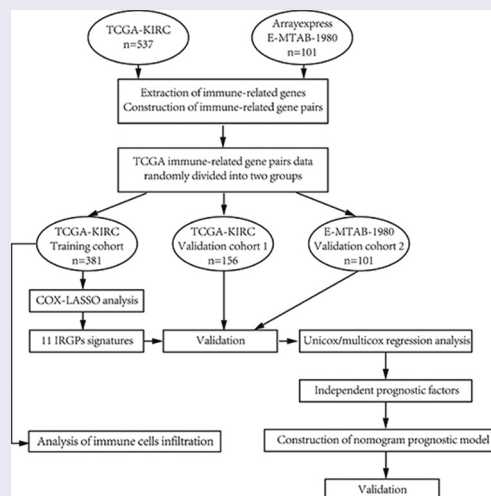 TCGA-KIRC
n=537
Arrayexpress
E-MTAB-1980
n=101
Extraction of immune-related genes
Construction of immune-related gene pairs
TCGA immune-related gene pairs data
randomly divided into two groups
TCGA-KIRC
Training cohort
n=381
TCGA-KIRC
Validation cohort 1
n=156
E-MTAB-1980
Validation cohort 2
n=101
COX-LASSO analysis
11 IRGPs signatures
Validation
Unicox/multicox regression analysis
Independent prognostic factors
Analysis of immune cells infiltration
Construction of nomogram prognostic model
Validation